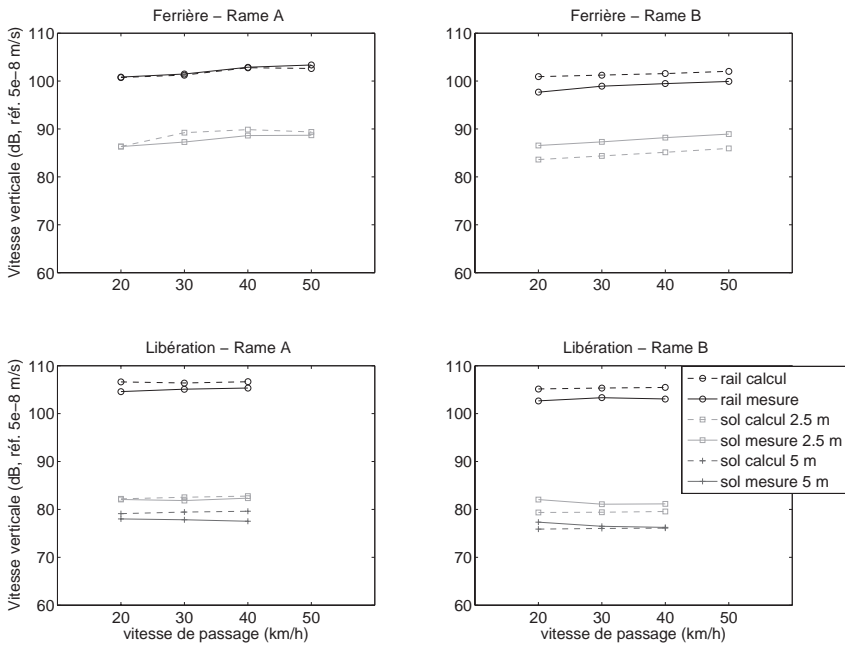 Ferrière – Rame A
Vitesse verticale (dB, réf. 5e–8 m/s)
110
100
90
80
70
60
20 30 40 50
Ferrière – Rame B
110
100
90
80
70
60
20 30 40 50
Libération – Rame A
Vitesse verticale (dB, réf. 5e–8 m/s)
110
100
90
80
70
60
20 30 40 50
vitesse de passage (km/h)
Libération – Rame B
110
100
90
80
70
60
20 30 40 50
vitesse de passage (km/h)
rail calcul
rail mesure
sol calcul 2.5 m
sol mesure 2.5 m
sol calcul 5 m
sol mesure 5 m